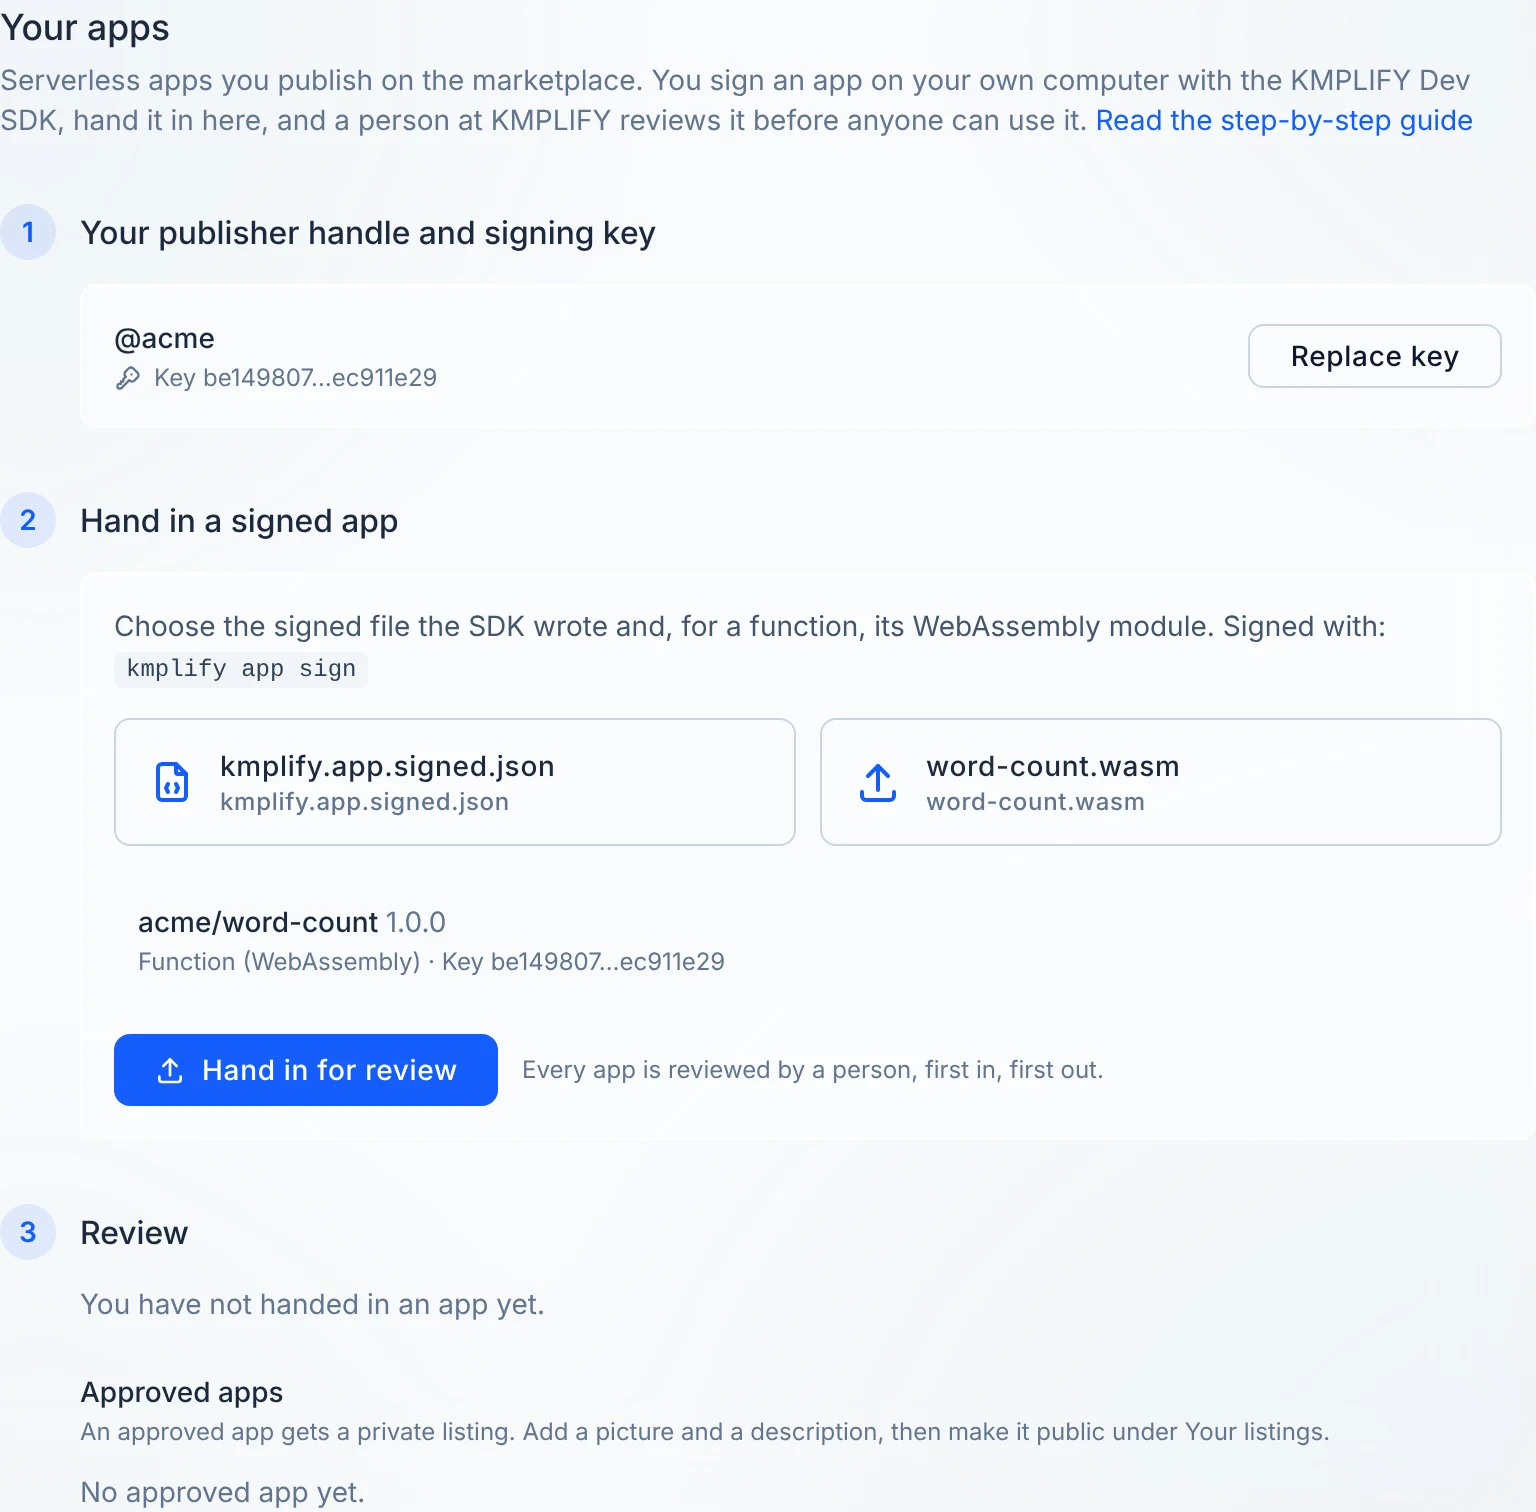 Your apps
Serverless apps you publish on the marketplace. You sign an app on your own computer with the KMPLIFY Dev
SDK, hand it in here, and a person at KMPLIFY reviews it before anyone can use it. Read the step-by-step guide
1
Your publisher handle and signing key
@acme
Key be149807...ec911e29
Replace key
2
Hand in a signed app
Choose the signed file the SDK wrote and, for a function, its WebAssembly module. Signed with:
kmplify app sign
kmplify.app.signed.json
kmplify.app.signed.json
word-count.wasm
word-count.wasm
acme/word-count 1.0.0
Function (WebAssembly) · Key be149807...ec911e29
Hand in for review
Every app is reviewed by a person, first in, first out.
3
Review
You have not handed in an app yet.
Approved apps
An approved app gets a private listing. Add a picture and a description, then make it public under Your listings.
No approved app yet.